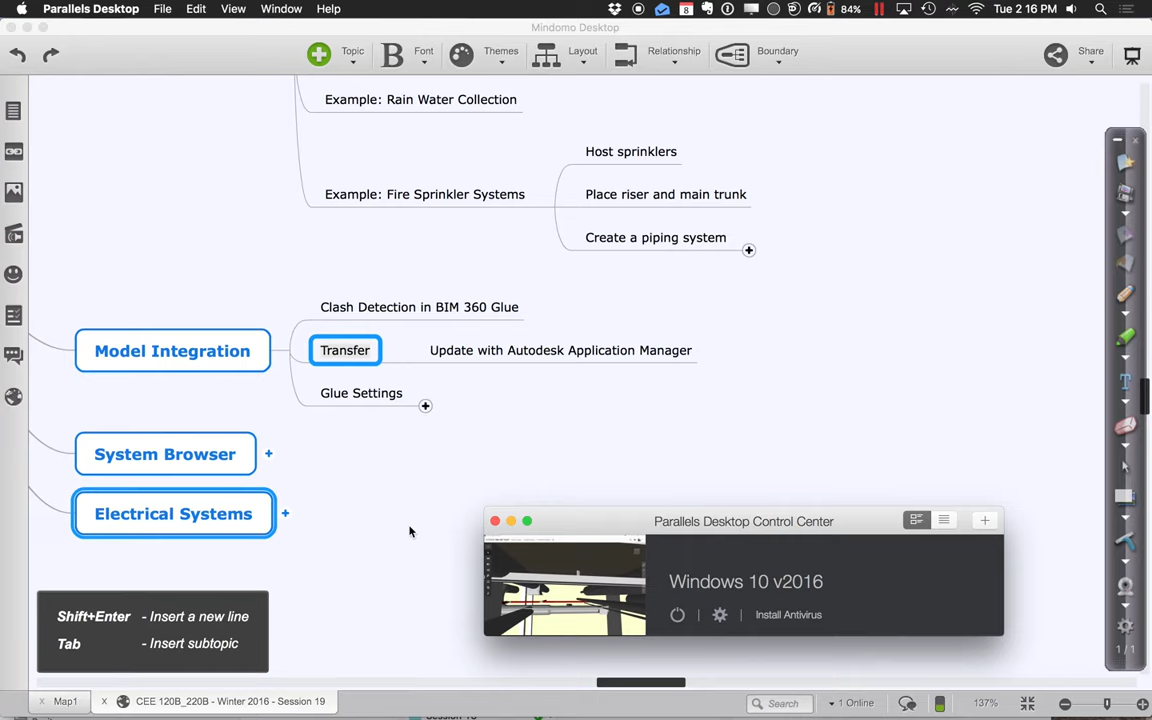 Parallels Desktop File Edit View Window Help
8 84% Tue 2 16 PM
Mindomo Desktop
Topic Font Themes Layout Relationship Boundary Share
Example: Rain Water Collection
Host sprinklers
Example: Fire Sprinkler Systems
Place riser and main trunk
Create a piping system
Clash Detection in BIM 360 Glue
Model Integration
Transfer
Update with Autodesk Application Manager
Glue Settings
System Browser
Electrical Systems
Parallels Desktop Control Center
Windows 10 v2016
Install Antivirus
Shift+Enter - Insert a new line
Tab - Insert subtopic
1 / 1
Map1
CEE 120B_220B - Winter 2016 - Session 19
Search
1 Online
137%